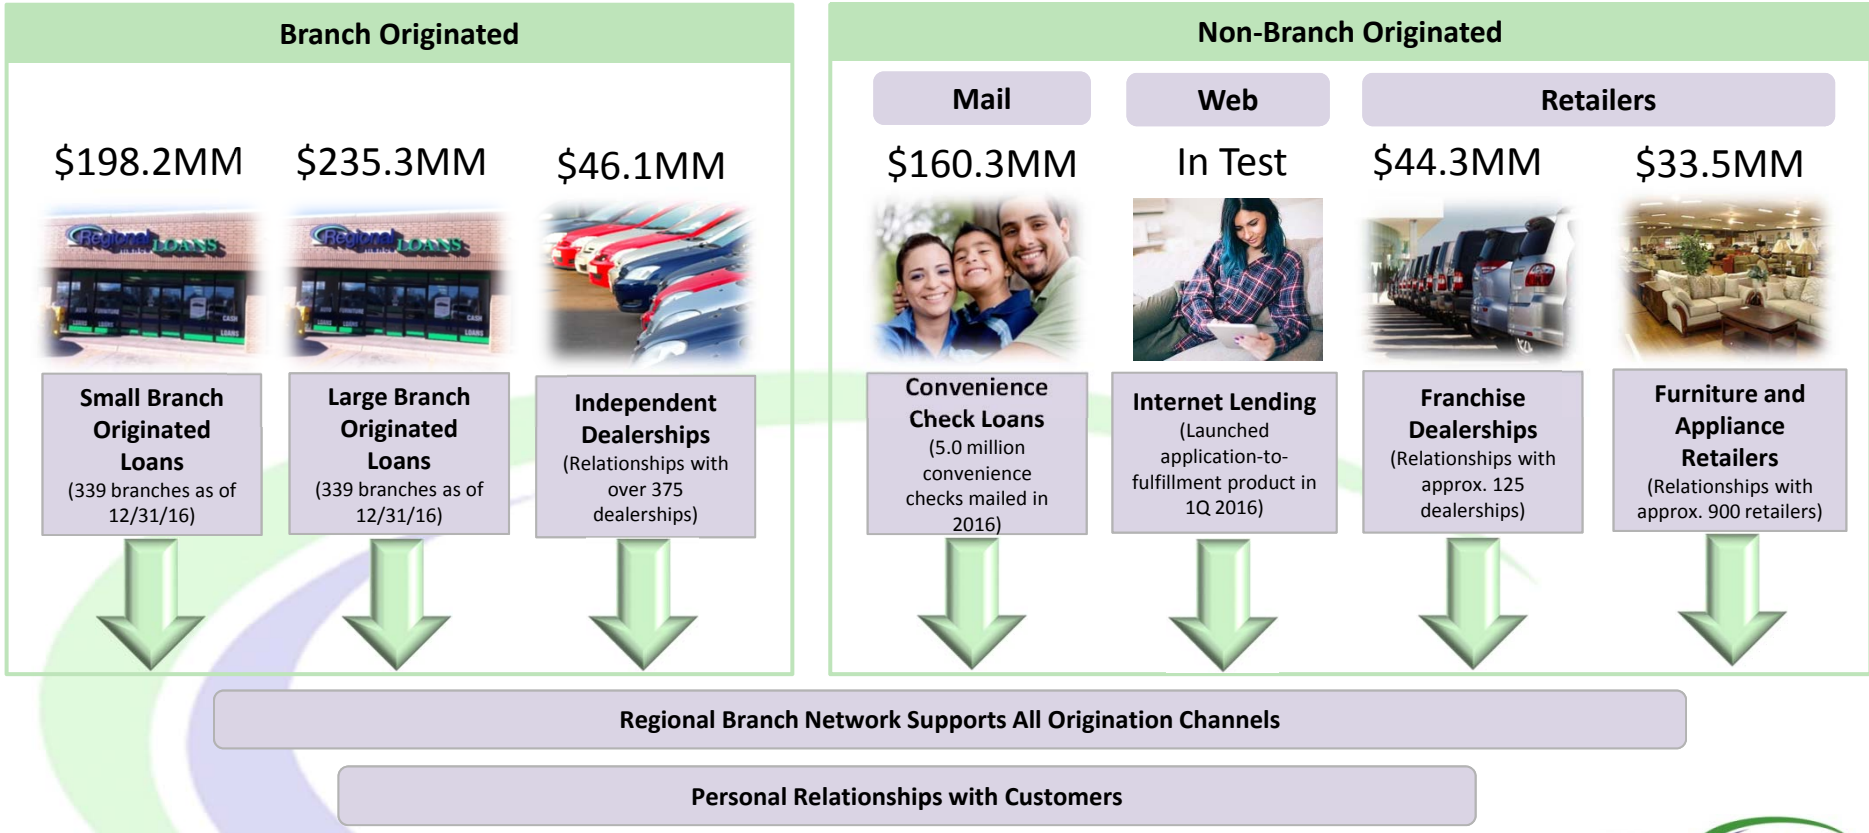 Branch Originated
Non-Branch Originated
Mail
Web
Retailers
$198.2MM
$235.3MM
$46.1MM
$160.3MM
In Test
$44.3MM
$33.5MM
Regional
LOANS
Regional
LOANS
Small Branch
Originated
Loans
(339 branches as of
12/31/16)
Large Branch
Originated
Loans
(339 branches as of
12/31/16)
Independent
Dealerships
(Relationships with
over 375
dealerships)
Convenience
Check Loans
(5.0 million
convenience
checks mailed in
2016)
Internet Lending
(Launched
application-to-
fulfillment product in
1Q 2016)
Franchise
Dealerships
(Relationships with
approx. 125
dealerships)
Furniture and
Appliance
Retailers
(Relationships with
approx. 900 retailers)
Regional Branch Network Supports All Origination Channels
Personal Relationships with Customers